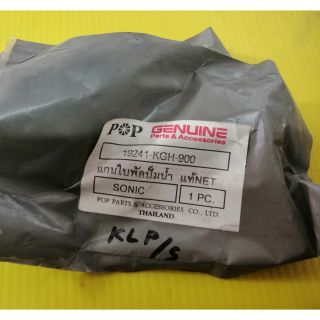 POP GENUINE
Parts & Accessories
19241-KGH-900
แกนใบพัดปั๊มน้ำ แท้NET
SONIC 1 PC.
POP PARTS & ACCESSORIES CO., LTD.
THAILAND
KLP/S